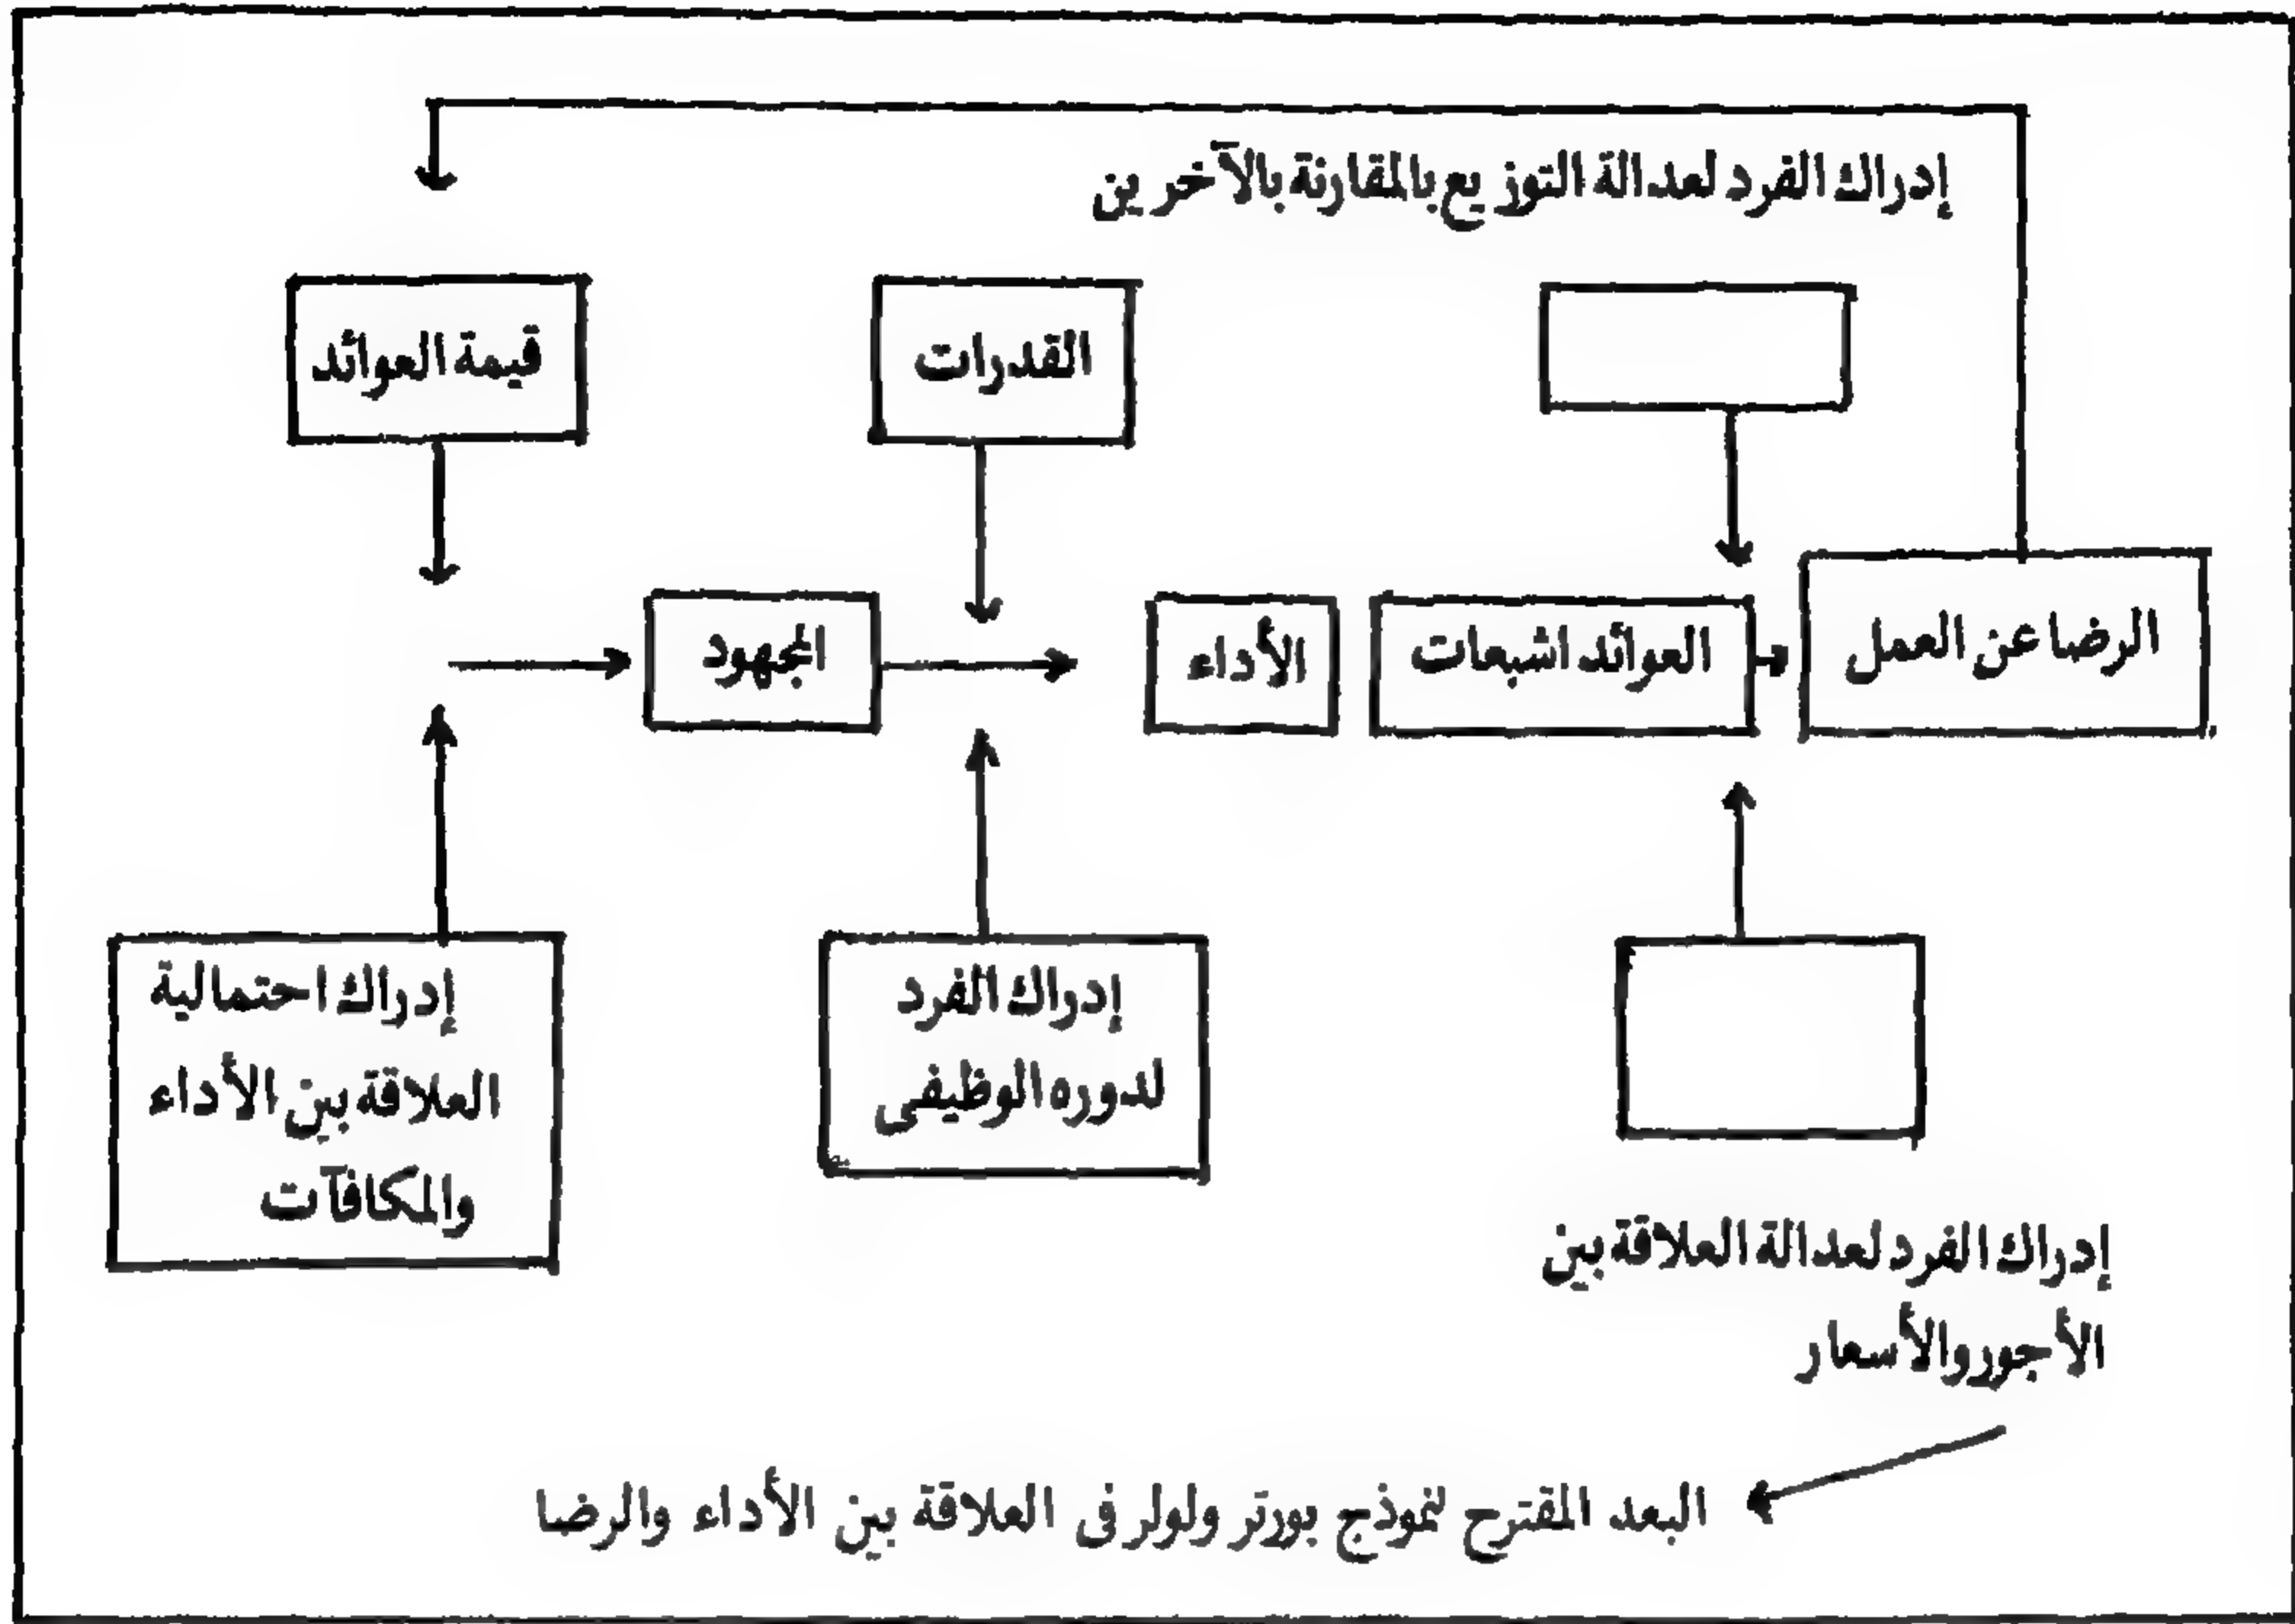 إدراك الفرد لعدالة التوزيع بالمقارنة بالآخرين
القدرات
قيمة العوائد
الرضا عن العمل
العوائد اشبعات
الأداء
المجهود
إدراك الفرد
لدوره الوظيفى
إدراك احتمالية
العلاقة بين الأداء
والمكافآت
إدراك الفرد لعدالة العلاقة بين
الأجور والأسعار
البعد المقترح لنموذج بورتر ولولر فى العلاقة بين الأداء والرضا